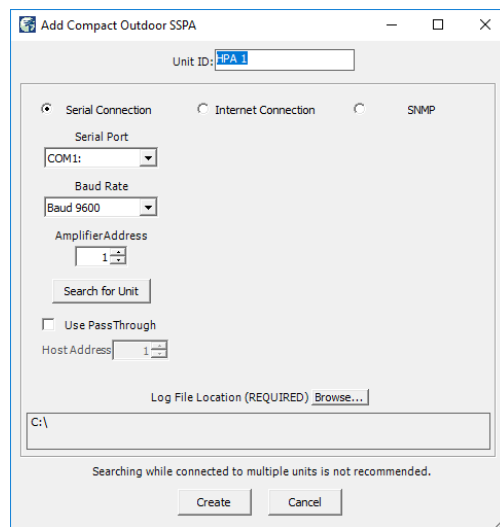 Add Compact Outdoor SSPA
Unit ID: HPA 1
Serial Connection Internet Connection SNMP
Serial Port
COM1:
Baud Rate
Baud 9600
AmplifierAddress
1
Search for Unit
Use PassThrough
Host Address 1
Log File Location (REQUIRED) Browse...
C:\
Searching while connected to multiple units is not recommended.
Create Cancel